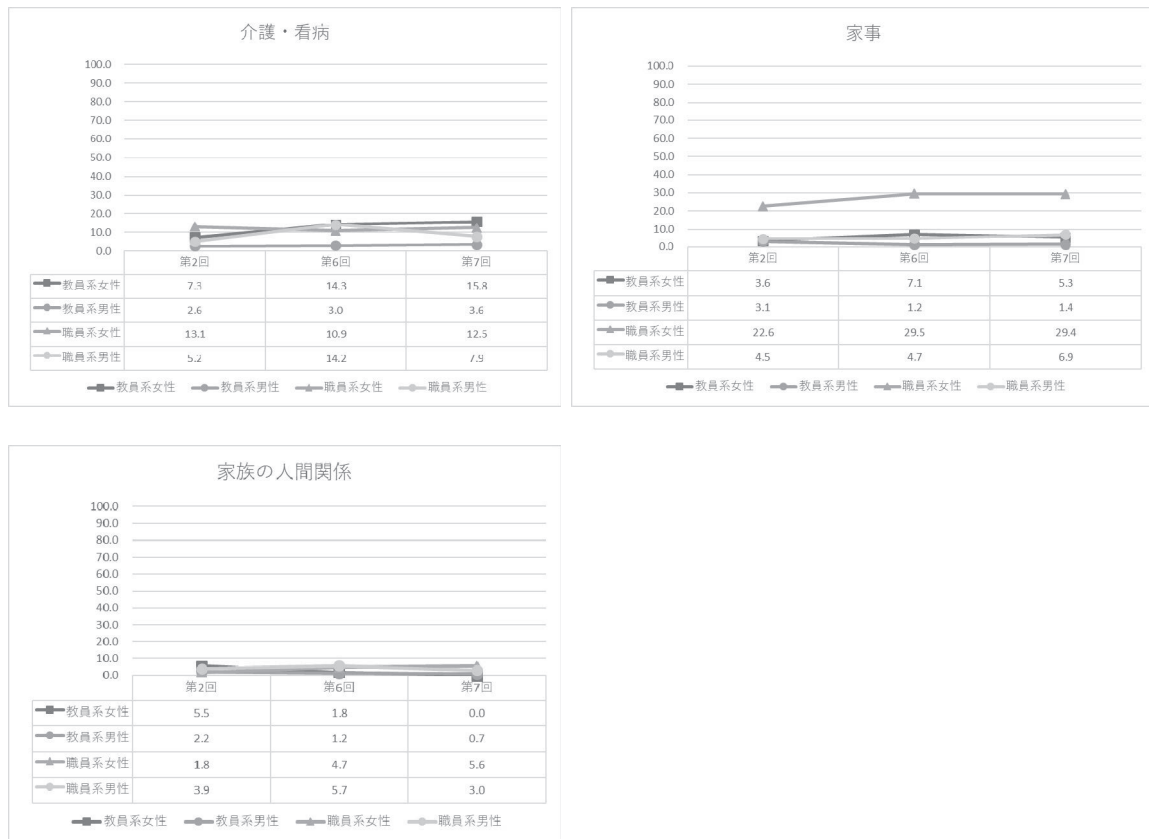 介護・看病
100.0
90.0
80.0
70.0
60.0
50.0
40.0
30.0
20.0
10.0
0.0
第2回 第6回 第7回
教員系女性 7.3 14.3 15.8
教員系男性 2.6 3.0 3.6
職員系女性 13.1 10.9 12.5
職員系男性 5.2 14.2 7.9
教員系女性 教員系男性 職員系女性 職員系男性
家事
100.0
90.0
80.0
70.0
60.0
50.0
40.0
30.0
20.0
10.0
0.0
第2回 第6回 第7回
教員系女性 3.6 7.1 5.3
教員系男性 3.1 1.2 1.4
職員系女性 22.6 29.5 29.4
職員系男性 4.5 4.7 6.9
教員系女性 教員系男性 職員系女性 職員系男性
家族の人間関係
100.0
90.0
80.0
70.0
60.0
50.0
40.0
30.0
20.0
10.0
0.0
第2回 第6回 第7回
教員系女性 5.5 1.8 0.0
教員系男性 2.2 1.2 0.7
職員系女性 1.8 4.7 5.6
職員系男性 3.9 5.7 3.0
教員系女性 教員系男性 職員系女性 職員系男性